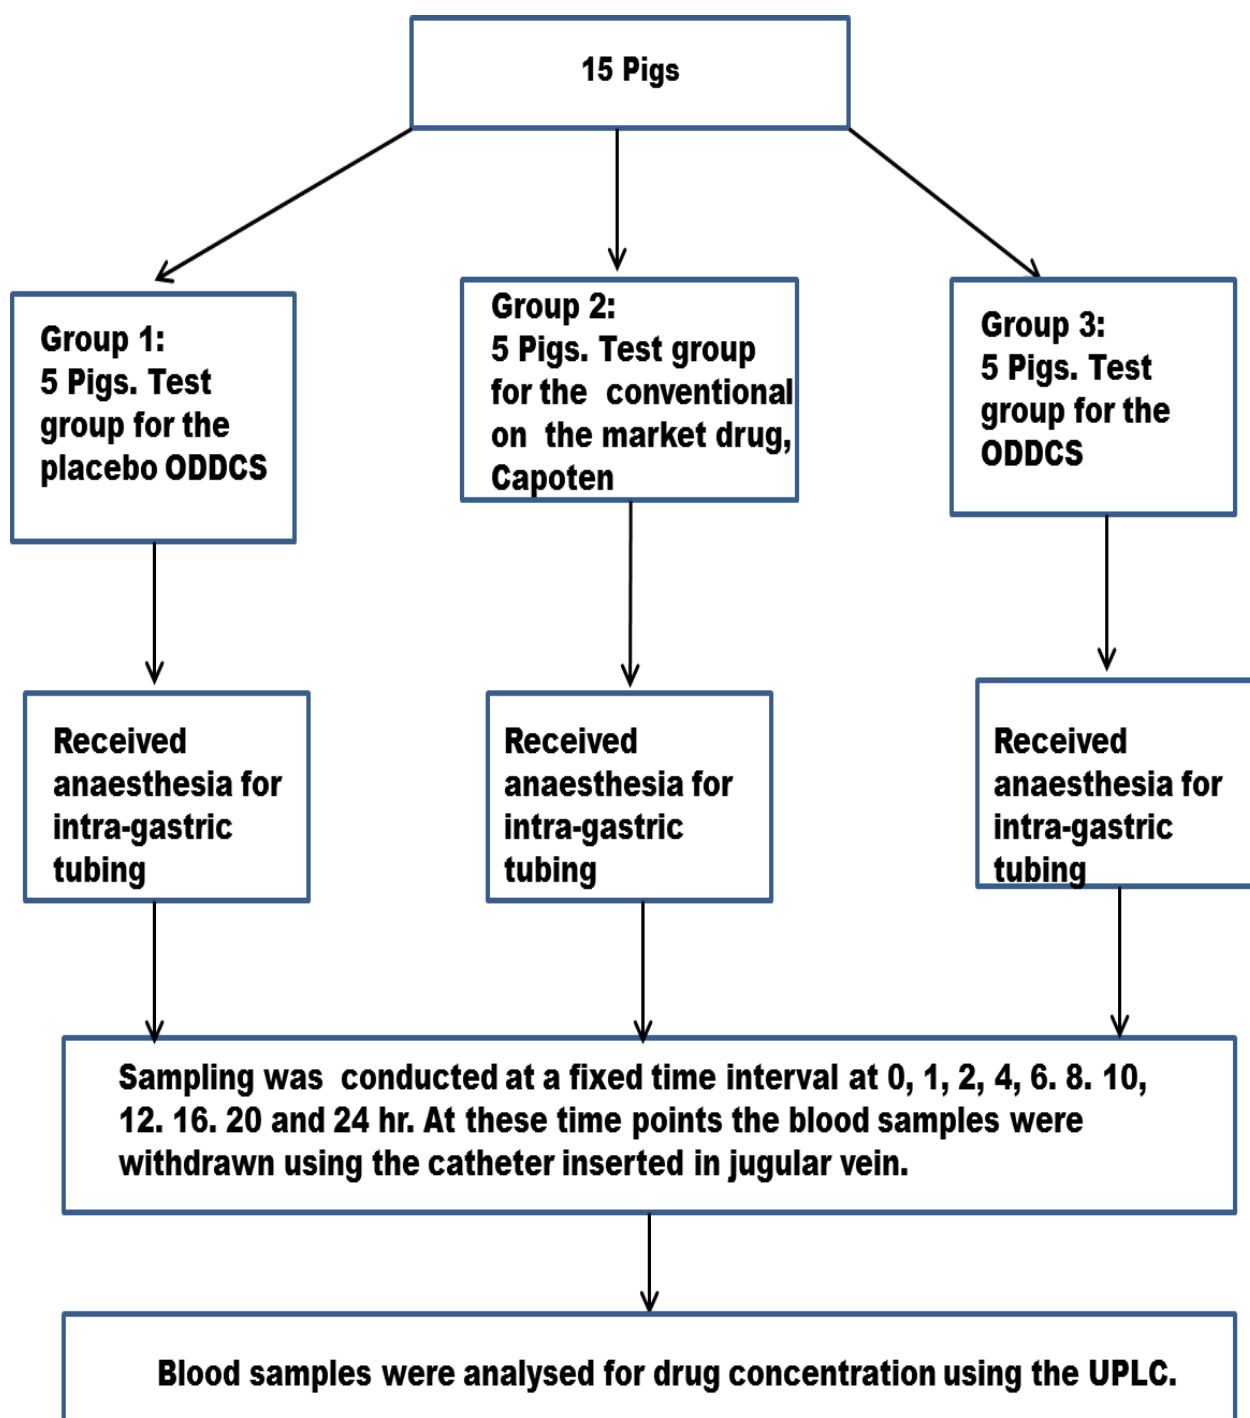 15 Pigs
Group 1:
5 Pigs. Test
group for the
placebo ODDCS
Group 2:
5 Pigs. Test group
for the conventional
on the market drug,
Capoten
Group 3:
5 Pigs. Test
group for the
ODDCS
Received
anaesthesia for
intra-gastric
tubing
Received
anaesthesia for
intra-gastric
tubing
Received
anaesthesia for
intra-gastric
tubing
Sampling was conducted at a fixed time interval at 0, 1, 2, 4, 6. 8. 10,
12. 16. 20 and 24 hr. At these time points the blood samples were
withdrawn using the catheter inserted in jugular vein.
Blood samples were analysed for drug concentration using the UPLC.